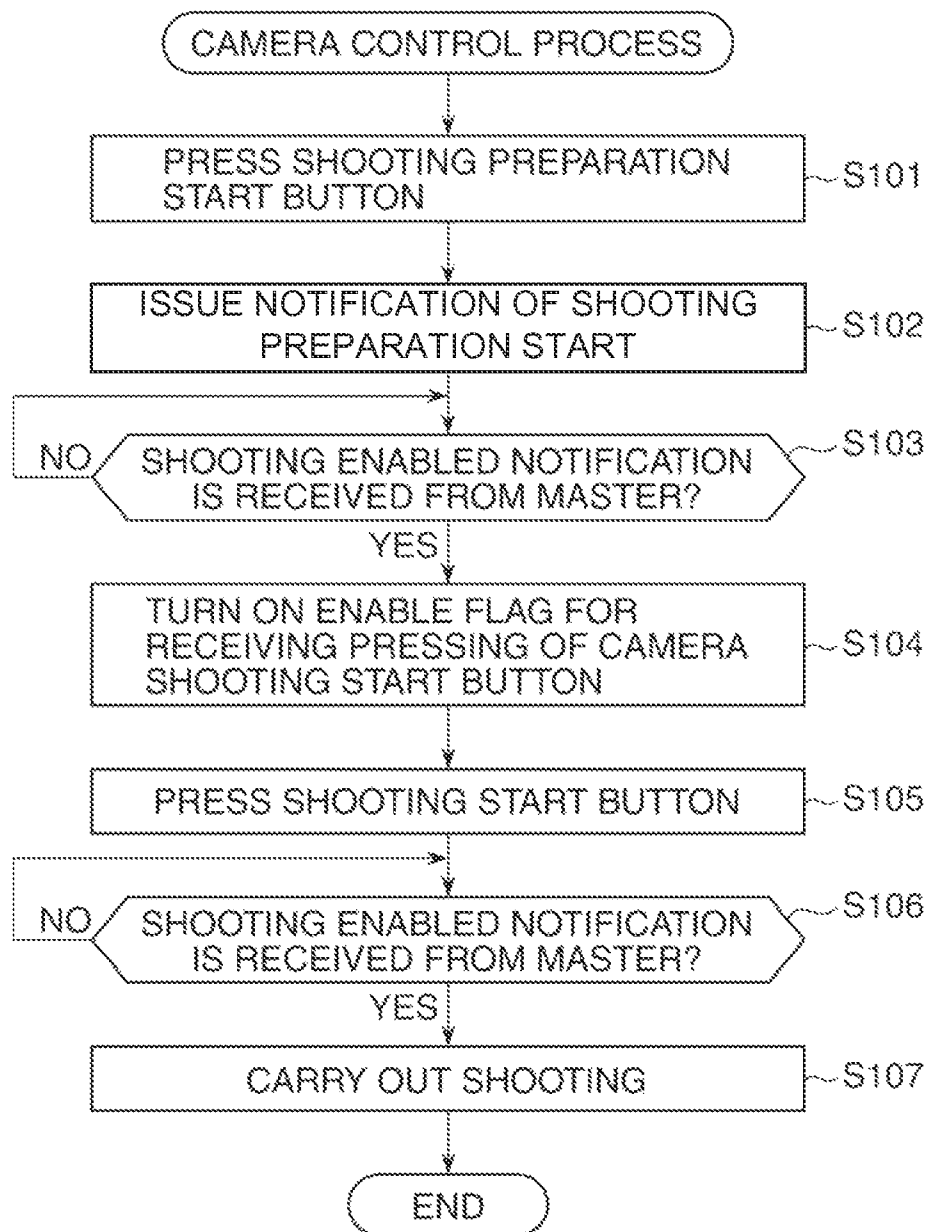 CAMERA CONTROL PROCESS
PRESS SHOOTING PREPARATION
START BUTTON
S101
ISSUE NOTIFICATION OF SHOOTING
PREPARATION START
S102
SHOOTING ENABLED NOTIFICATION
IS RECEIVED FROM MASTER?
S103
NO
YES
TURN ON ENABLE FLAG FOR
RECEIVING PRESSING OF CAMERA
SHOOTING START BUTTON
S104
PRESS SHOOTING START BUTTON
S105
SHOOTING ENABLED NOTIFICATION
IS RECEIVED FROM MASTER?
S106
NO
YES
CARRY OUT SHOOTING
S107
END